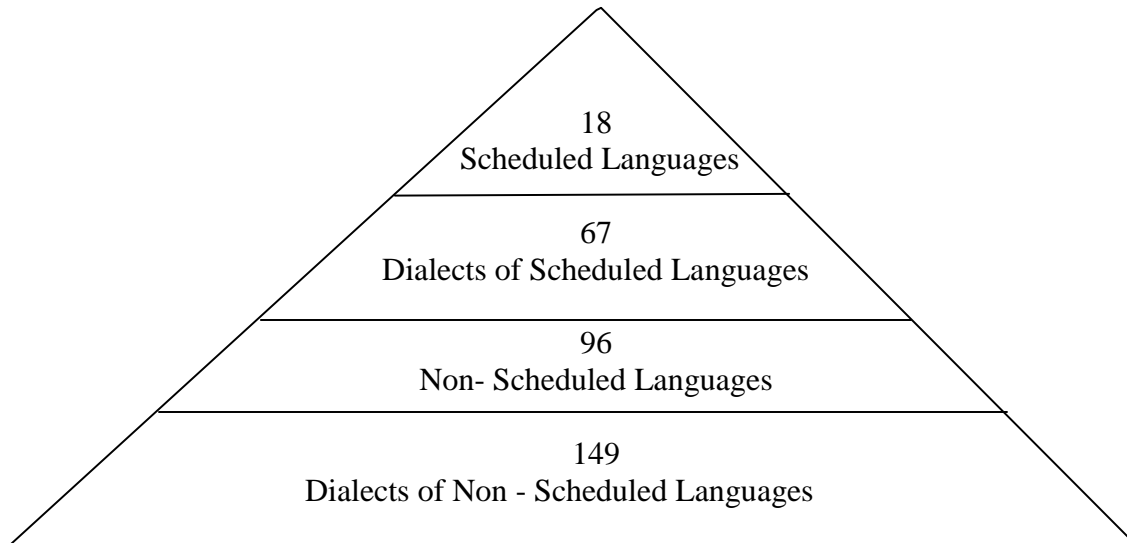 18
Scheduled Languages
67
Dialects of Scheduled Languages
96
Non- Scheduled Languages
149
Dialects of Non - Scheduled Languages